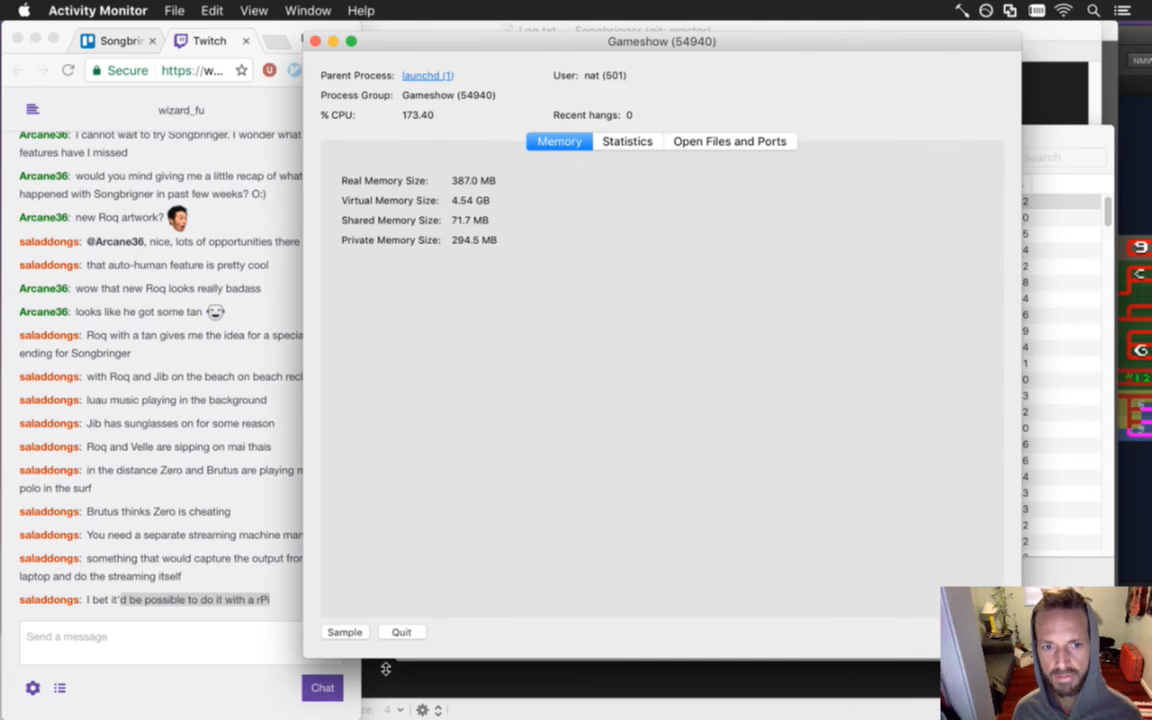 Activity Monitor File Edit View Window Help
Songbrin Twitch
Gameshow (54940)
Secure https://w...
Parent Process: launchd (1) User: nat (501)
Process Group: Gameshow (54940)
% CPU: 173.40 Recent hangs: 0
Memory Statistics Open Files and Ports
Real Memory Size: 387.0 MB
Virtual Memory Size: 4.54 GB
Shared Memory Size: 71.7 MB
Private Memory Size: 294.5 MB
Sample Quit
wizard_fu
Arcane36: I cannot wait to try Songbringer. I wonder what
features have I missed
Arcane36: would you mind giving me a little recap of what
happened with Songbrigner in past few weeks? O:)
Arcane36: new Roq artwork?
saladdongs: @Arcane36, nice, lots of opportunities there
saladdongs: that auto-human feature is pretty cool
Arcane36: wow that new Roq looks really badass
Arcane36: looks like he got some tan
saladdongs: Roq with a tan gives me the idea for a specia
ending for Songbringer
saladdongs: with Roq and Jib on the beach on beach recl
saladdongs: luau music playing in the background
saladdongs: Jib has sunglasses on for some reason
saladdongs: Roq and Velle are sipping on mai thais
saladdongs: in the distance Zero and Brutus are playing
polo in the surf
saladdongs: Brutus thinks Zero is cheating
saladdongs: You need a separate streaming machine mar
saladdongs: something that would capture the output fror
laptop and do the streaming itself
saladdongs: I bet it'd be possible to do it with a rPi
Send a message
Chat
Search
NMW
4